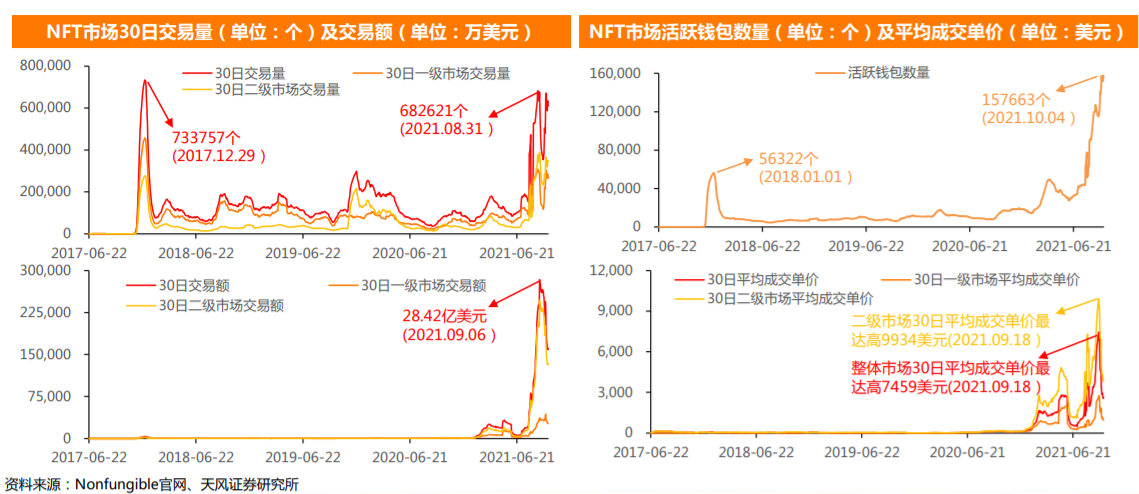 NFT市场30日交易量（单位：个）及交易额（单位：万美元）
800,000
600,000
400,000
200,000
0
30日交易量
30日一级市场交易量
30日二级市场交易量
733757个
(2017.12.29）
682621个
(2021.08.31）
2017-06-22
2018-06-22
2019-06-22
2020-06-21
2021-06-21
300,000
225,000
150,000
75,000
0
30日交易额
30日一级市场交易额
30日二级市场交易额
28.42亿美元
(2021.09.06）
2017-06-22
2018-06-22
2019-06-22
2020-06-21
2021-06-21
NFT市场活跃钱包数量（单位：个）及平均成交单价（单位：美元）
160,000
120,000
80,000
40,000
0
活跃钱包数量
56322个
(2018.01.01）
157663个
(2021.10.04）
2017-06-22
2018-06-22
2019-06-22
2020-06-21
2021-06-21
12,000
9,000
6,000
3,000
0
30日平均成交单价
30日一级市场平均成交单价
30日二级市场平均成交单价
二级市场30日平均成交单价最
达高9934美元(2021.09.18）
整体市场30日平均成交单价最
达高7459美元(2021.09.18）
2017-06-22
2018-06-22
2019-06-22
2020-06-21
2021-06-21
资料来源：Nonfungible官网、天风证券研究所